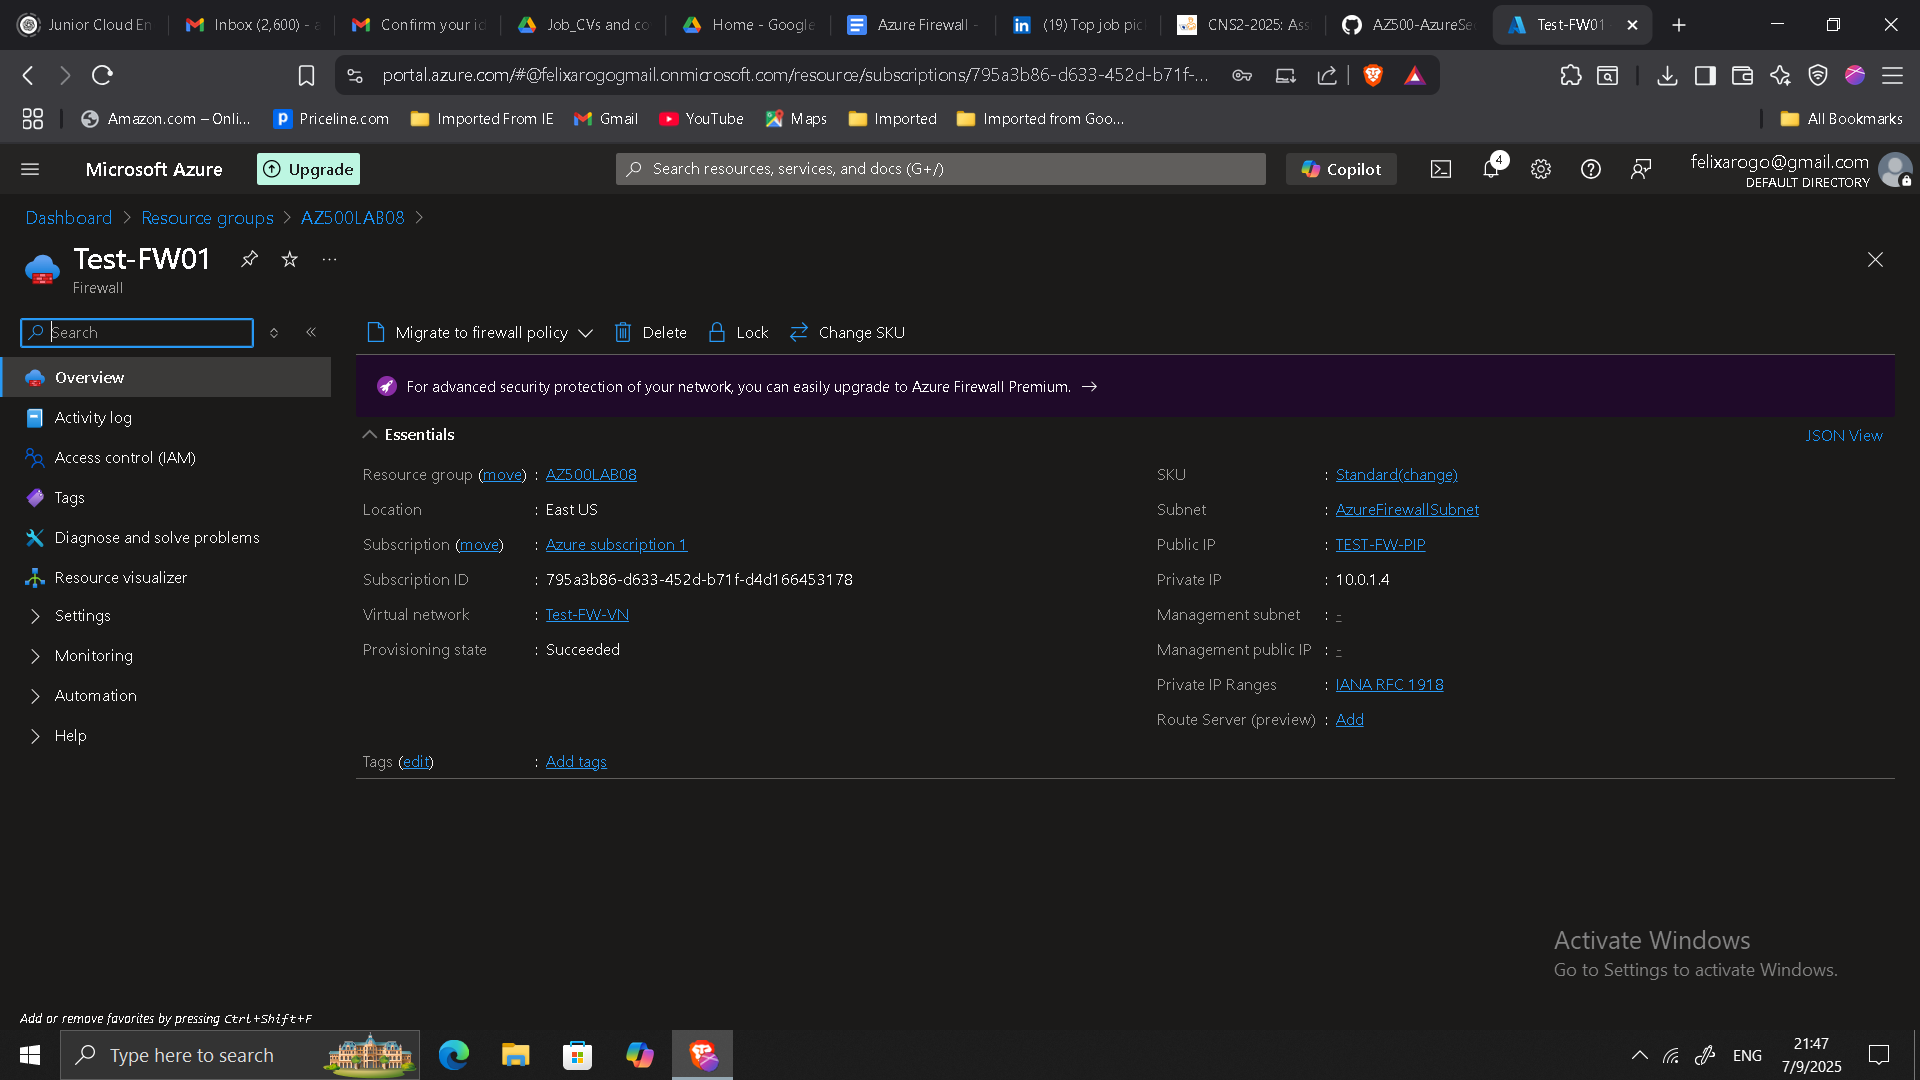 Junior Cloud En
Inbox (2,600) - a
Confirm your id
Job_CVs and co
Home - Google
Azure Firewall -
(19) Top job pic
CNS2-2025: Ass
AZ500-AzureSe
Test-FW01
portal.azure.com/#@felixarogogmail.onmicrosoft.com/resource/subscriptions/795a3b86-d633-452d-b71f-...
Amazon.com – Onli...
Priceline.com
Imported From IE
Gmail
YouTube
Maps
Imported
Imported from Goo...
All Bookmarks
Microsoft Azure
Upgrade
Search resources, services, and docs (G+/)
Copilot
4
felixarogo@gmail.com
DEFAULT DIRECTORY
Dashboard > Resource groups > AZ500LAB08 >
Test-FW01
Firewall
Search
Migrate to firewall policy
Delete
Lock
Change SKU
Overview
Activity log
Access control (IAM)
Tags
Diagnose and solve problems
Resource visualizer
Settings
Monitoring
Automation
Help
For advanced security protection of your network, you can easily upgrade to Azure Firewall Premium. →
Essentials
JSON View
Resource group (move) : AZ500LAB08
Location : East US
Subscription (move) : Azure subscription 1
Subscription ID : 795a3b86-d633-452d-b71f-d4d166453178
Virtual network : Test-FW-VN
Provisioning state : Succeeded
SKU : Standard(change)
Subnet : AzureFirewallSubnet
Public IP : TEST-FW-PIP
Private IP : 10.0.1.4
Management subnet : -
Management public IP : -
Private IP Ranges : IANA RFC 1918
Route Server (preview) : Add
Tags (edit) : Add tags
Activate Windows
Go to Settings to activate Windows.
Add or remove favorites by pressing Ctrl+Shift+F
Type here to search
ENG
21:47
7/9/2025